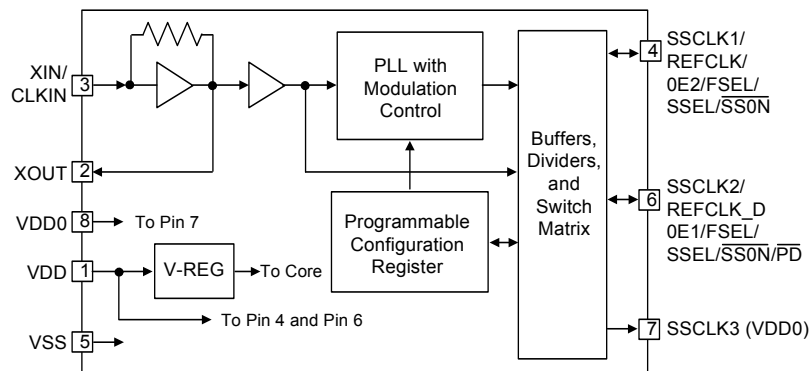 XIN/
CLKIN
3
XOUT
2
VDD0
8
To Pin 7
VDD
1
V-REG
To Core
To Pin 4 and Pin 6
VSS
5
PLL with
Modulation
Control
Programmable
Configuration
Register
Buffers,
Dividers,
and
Switch
Matrix
4
SSCLK1/
REFCLK/
0E2/FSEL/
SSEL/SS0N
6
SSCLK2/
REFCLK_D
0E1/FSEL/
SSEL/SS0N/PD
7
SSCLK3 (VDD0)